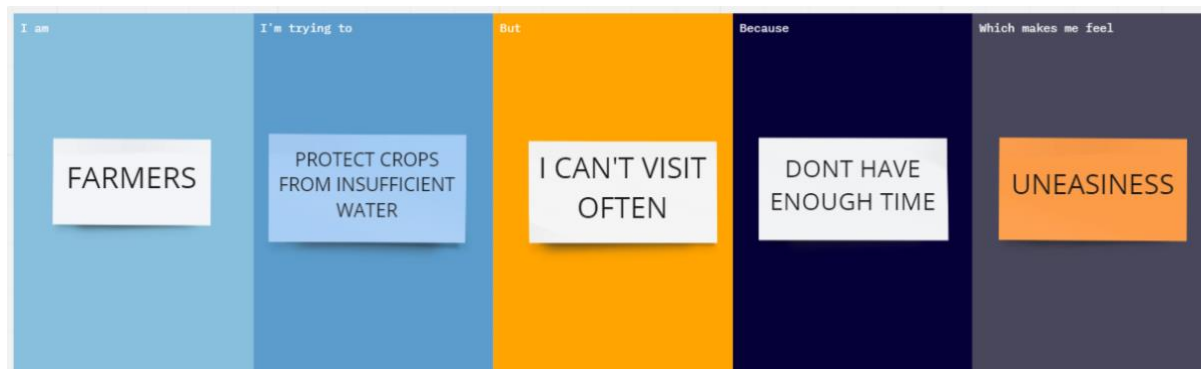 I am
FARMERS
I'm trying to
PROTECT CROPS
FROM INSUFFICIENT
WATER
But
I CAN'T VISIT
OFTEN
Because
DONT HAVE
ENOUGH TIME
Which makes me feel
UNEASINESS